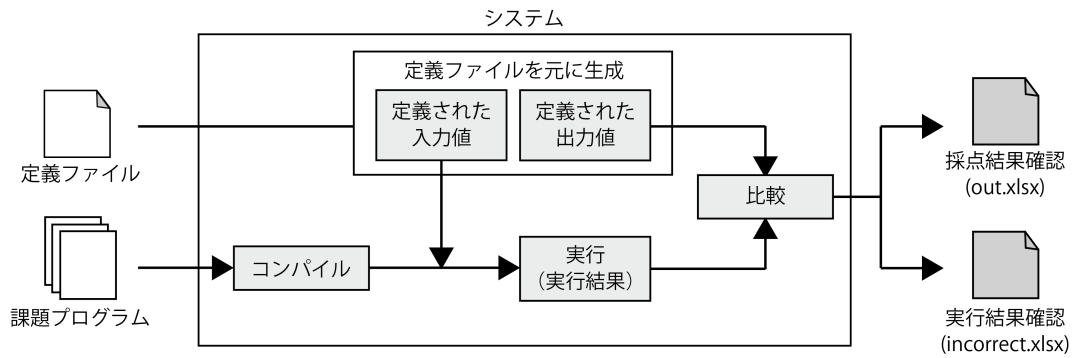 システム
定義ファイルを元に生成
定義された
入力値
定義された
出力値
定義ファイル
比較
採点結果確認
(out.xlsx)
コンパイル
実行
（実行結果）
課題プログラム
実行結果確認
(incorrect.xlsx)